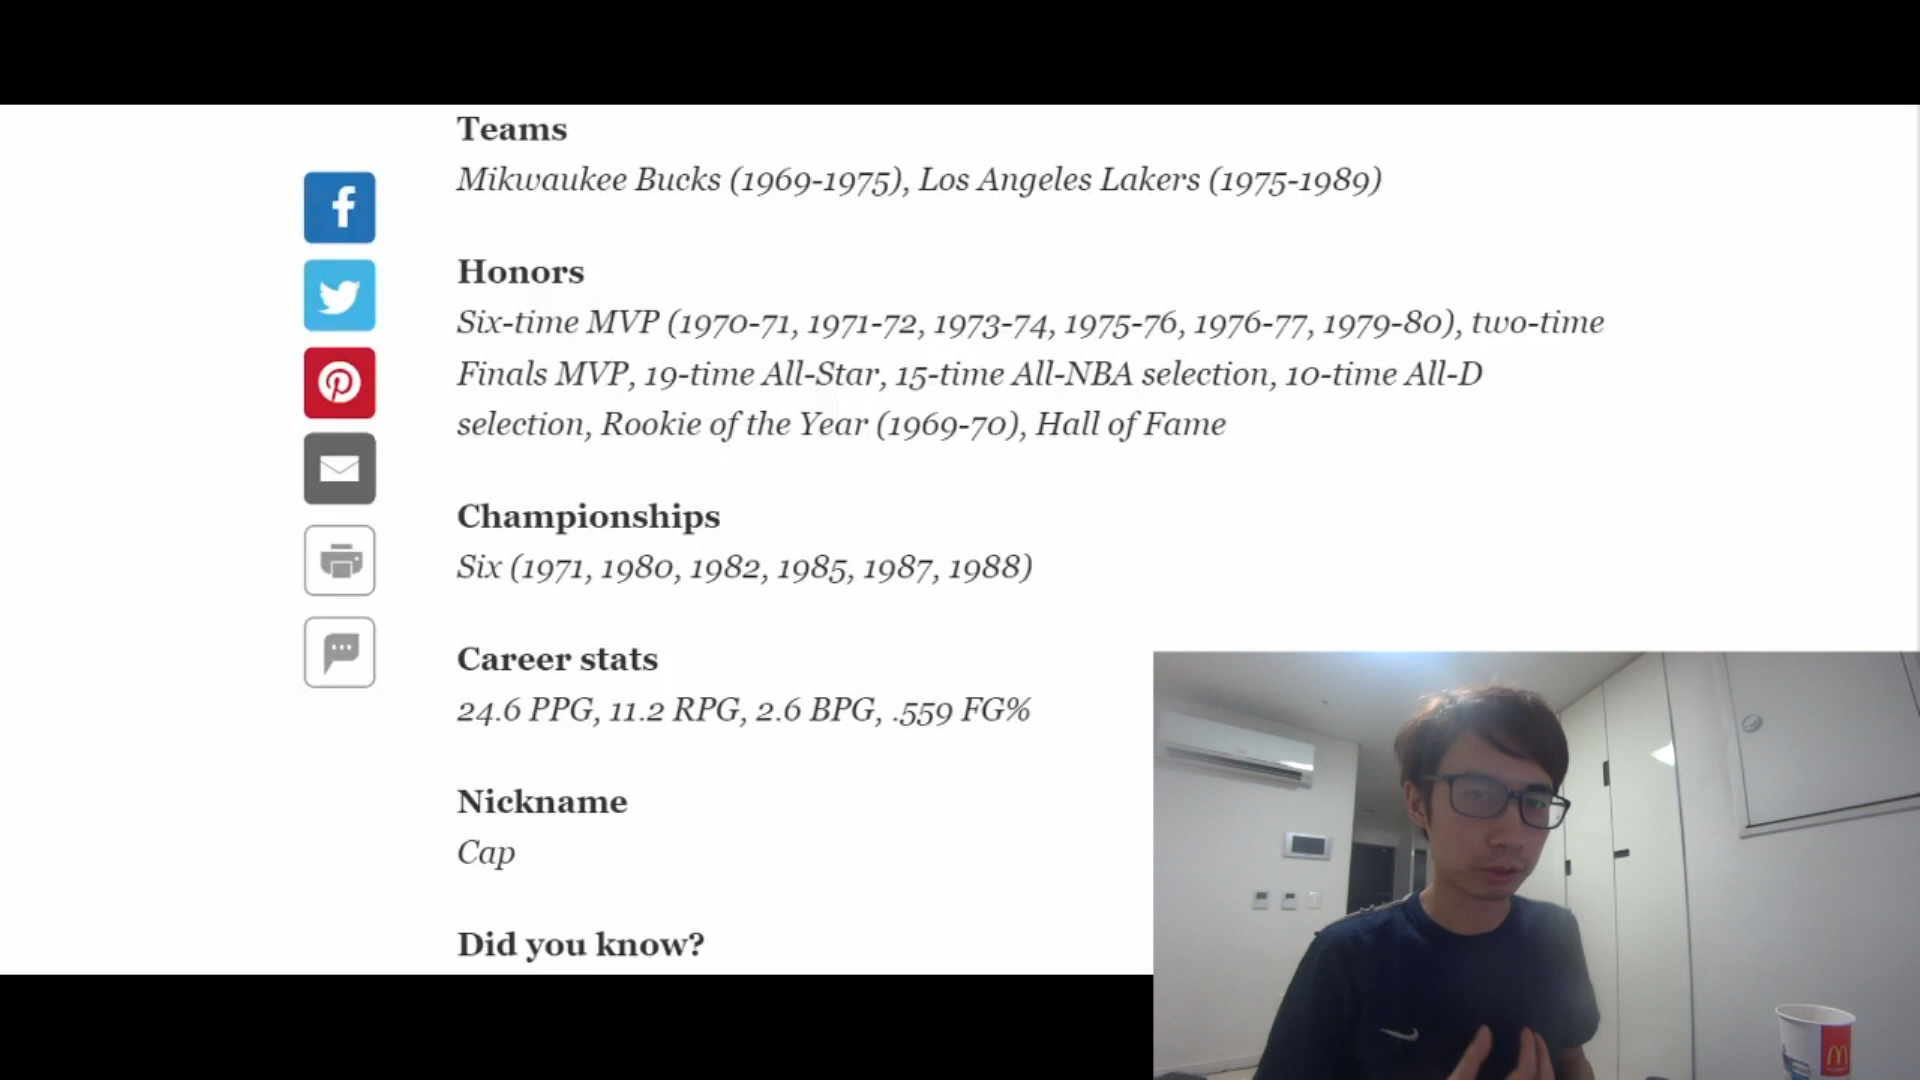 Teams
Mikwaukee Bucks (1969-1975), Los Angeles Lakers (1975-1989)
Honors
Six-time MVP (1970-71, 1971-72, 1973-74, 1975-76, 1976-77, 1979-80), two-time
Finals MVP, 19-time All-Star, 15-time All-NBA selection, 10-time All-D
selection, Rookie of the Year (1969-70), Hall of Fame
Championships
Six (1971, 1980, 1982, 1985, 1987, 1988)
Career stats
24.6 PPG, 11.2 RPG, 2.6 BPG, .559 FG%
Nickname
Cap
Did you know?